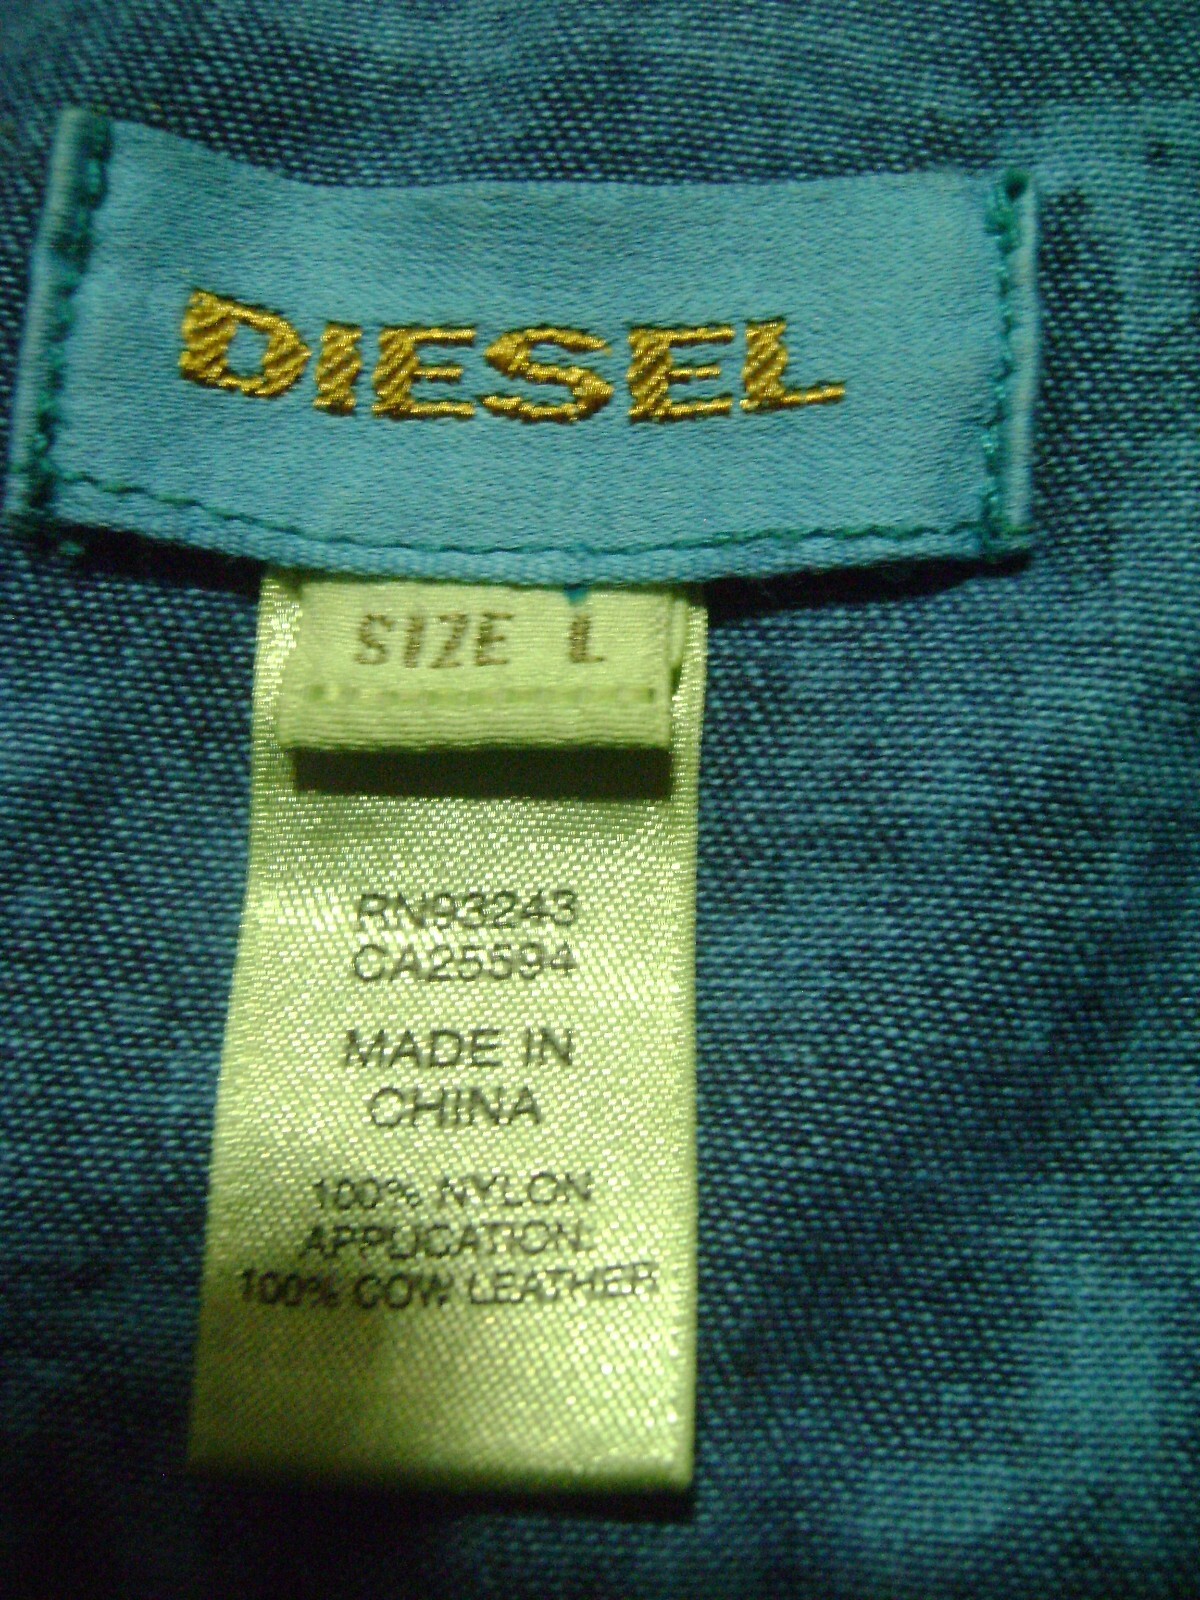 DIESEL
SIZE L
RN93243
CA25594
MADE IN
CHINA
100% NYLON
APPLICATION:
100% COW LEATHER